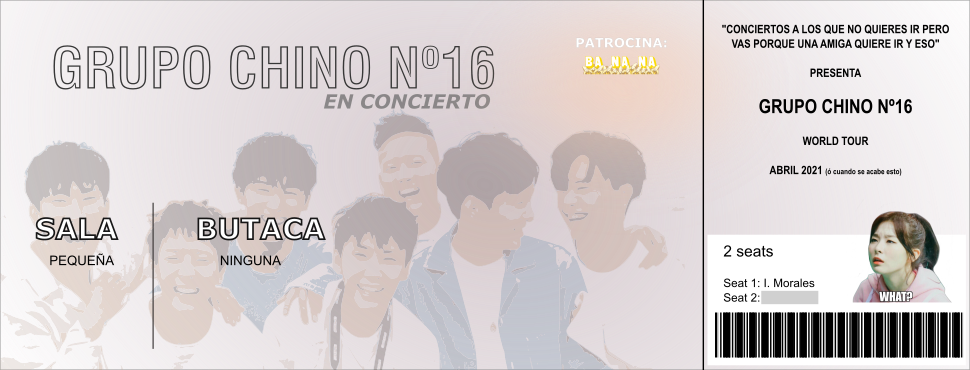 GRUPO CHINO Nº16
EN CONCIERTO
PATROCINA:
BA NA NA
SALA
PEQUEÑA
BUTACA
NINGUNA
"CONCIERTOS A LOS QUE NO QUIERES IR PERO
VAS PORQUE UNA AMIGA QUIERE IR Y ESO"
PRESENTA
GRUPO CHINO Nº16
WORLD TOUR
ABRIL 2021 (ó cuando se acabe esto)
2 seats
Seat 1: I. Morales
Seat 2:
WHAT?